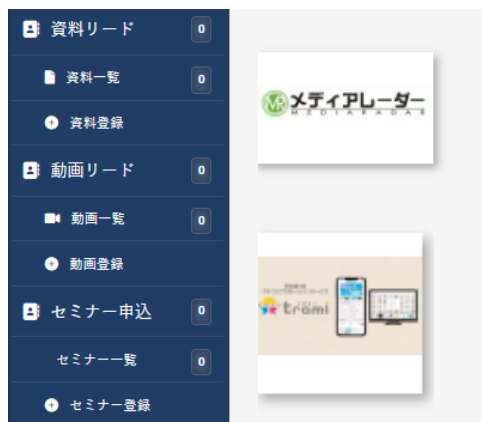 資料リード 0
資料一覧 0
資料登録
動画リード 0
動画一覧 0
動画登録
セミナー申込 0
セミナー一覧 0
セミナー登録
MR メディアレーダー
MEDIARADAR
trami